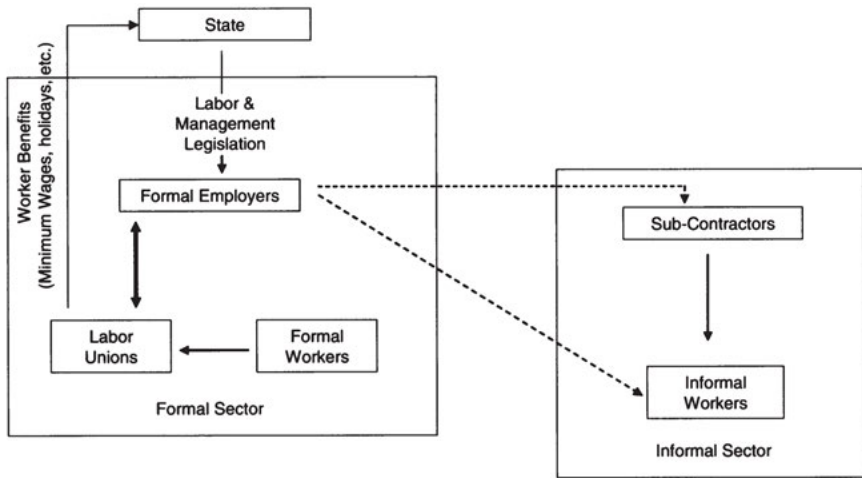 State
Worker Benefits
(Minimum Wages, holidays, etc.)
Labor &
Management
Legislation
Formal Employers
Sub-Contractors
Labor
Unions
Formal
Workers
Informal
Workers
Formal Sector
Informal Sector